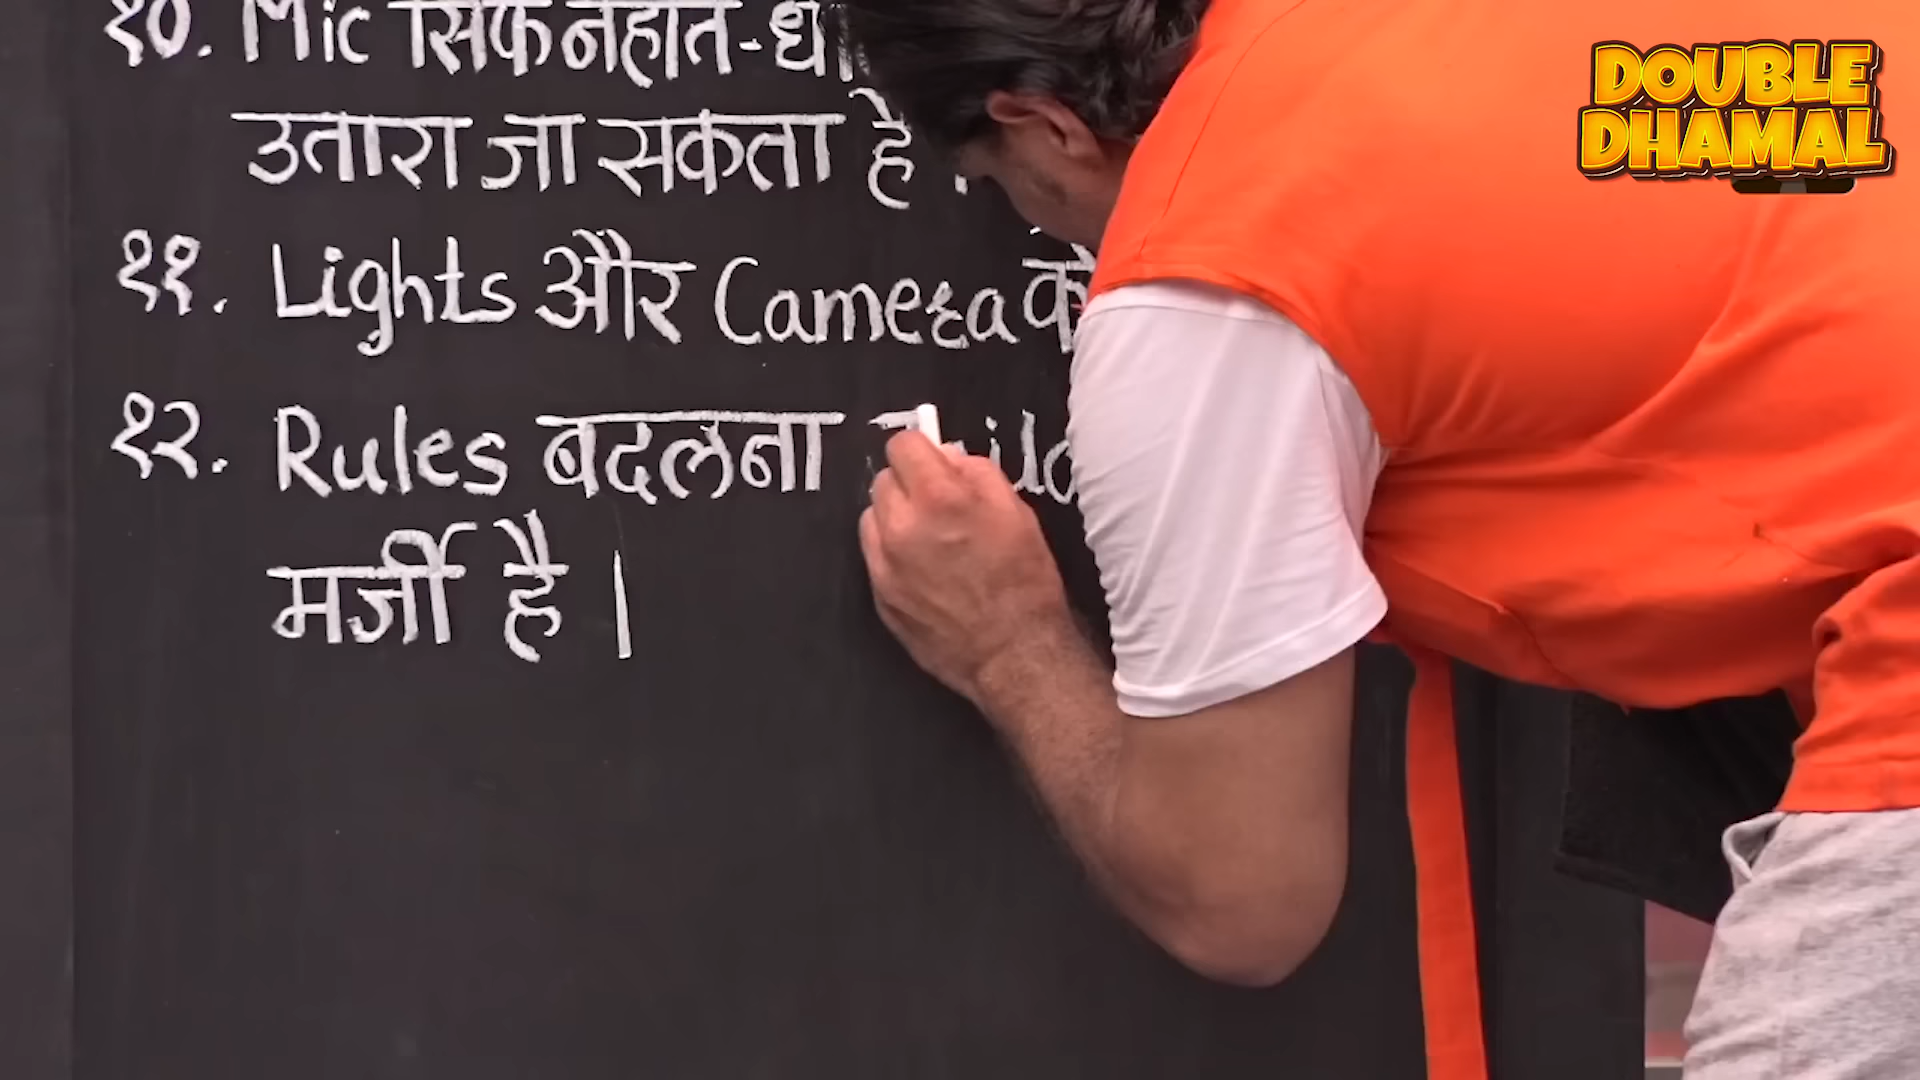 १०. Mic सिर्फ नहाते-
उतारा जा सकता है .
११. Lights और Camera
१२. Rules बदलना
मर्जी है ।
DOUBLE
DHAMAL